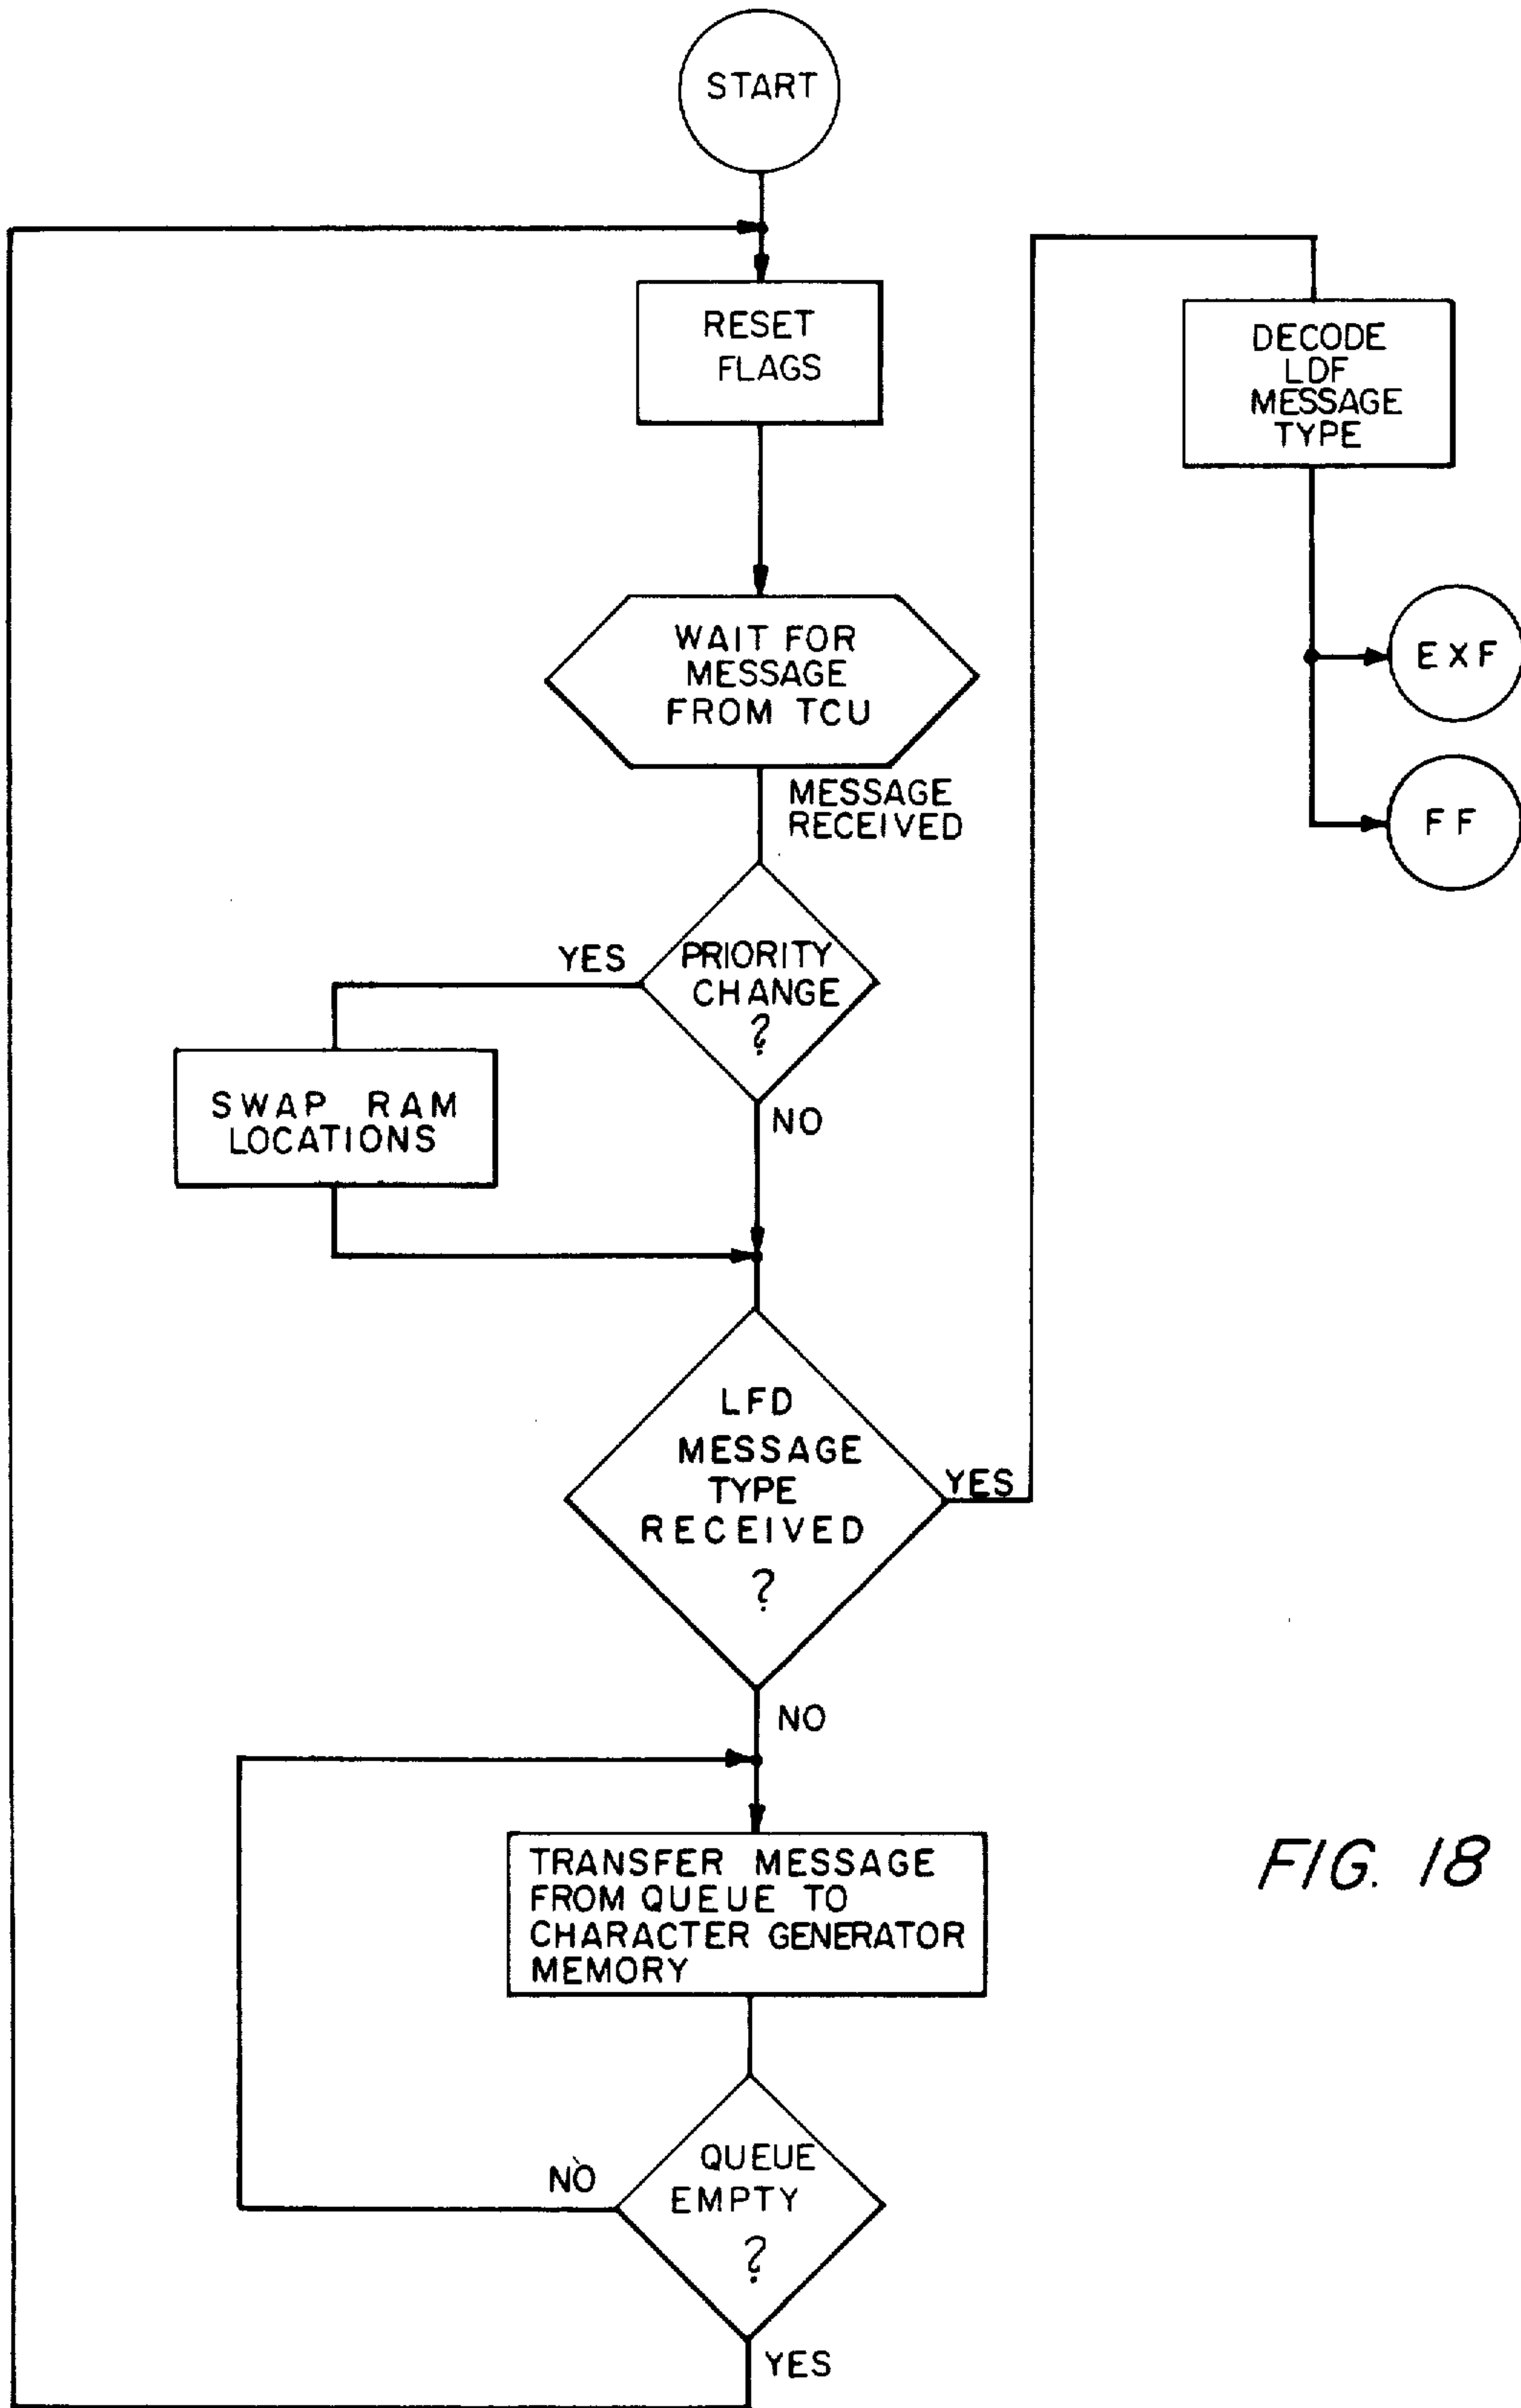 START
RESET
FLAGS
WAIT FOR
MESSAGE
FROM TCU
MESSAGE
RECEIVED
YES
PRIORITY
CHANGE
?
NO
SWAP RAM
LOCATIONS
LFD
MESSAGE
TYPE
RECEIVED
?
YES
DECODE
LDF
MESSAGE
TYPE
EXF
FF
NO
TRANSFER MESSAGE
FROM QUEUE TO
CHARACTER GENERATOR
MEMORY
QUEUE
EMPTY
?
NO
YES
FIG. 18